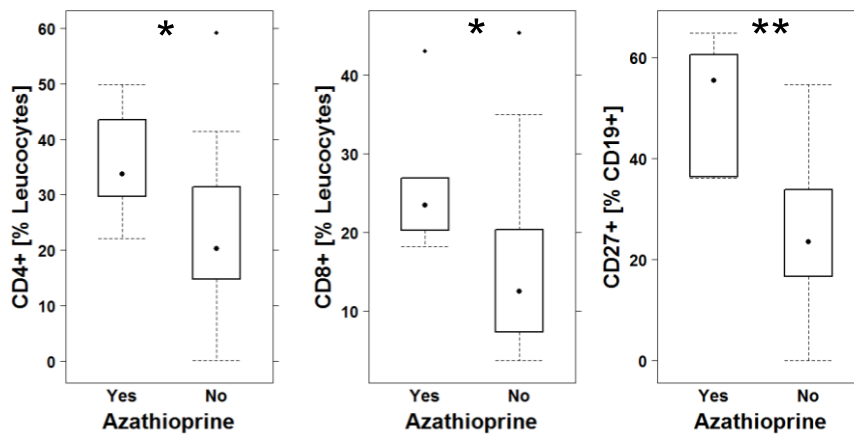 *
CD4+ [% Leucocytes]
60
50
40
30
20
10
0
Yes No
Azathioprine
*
CD8+ [% Leucocytes]
40
30
20
10
Yes No
Azathioprine
**
CD27+ [% CD19+]
60
40
20
0
Yes No
Azathioprine